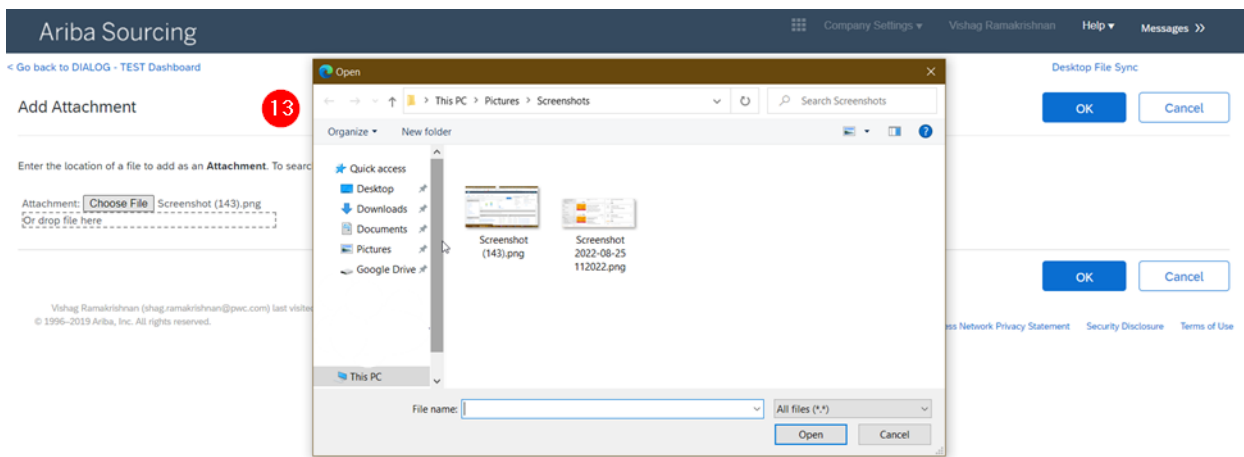 Ariba Sourcing
Company Settings ▾ Vishag Ramakrishnan Help ▾ Messages >>
< Go back to DIALOG - TEST Dashboard
Desktop File Sync
Add Attachment
13
OK Cancel
Enter the location of a file to add as an Attachment. To searc
Attachment: Choose File Screenshot (143).png
Or drop file here
Open
This PC > Pictures > Screenshots
Search Screenshots
Organize ▾ New folder
Quick access
Desktop
Downloads
Documents
Pictures
Google Drive
This PC
Screenshot
(143).png
Screenshot
2022-08-25
112022.png
File name:
All files (*.*)
Open Cancel
OK Cancel
Vishag Ramakrishnan (shag.ramakrishnan@pwc.com) last visited
© 1996–2019 Ariba, Inc. All rights reserved.
ess Network Privacy Statement Security Disclosure Terms of Use